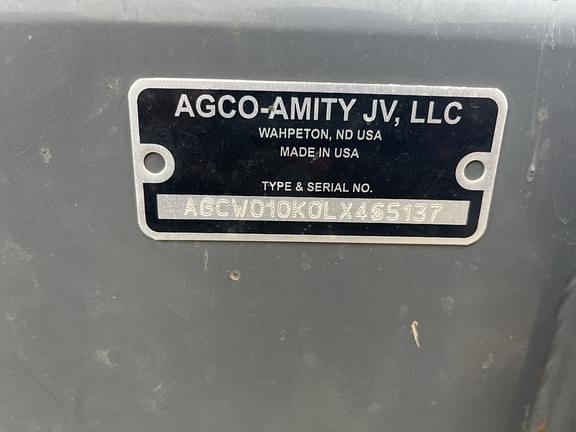 AGCO-AMITY JV, LLC
WAHPETON, ND USA
MADE IN USA
TYPE & SERIAL NO.
AGCW010K0LX465137